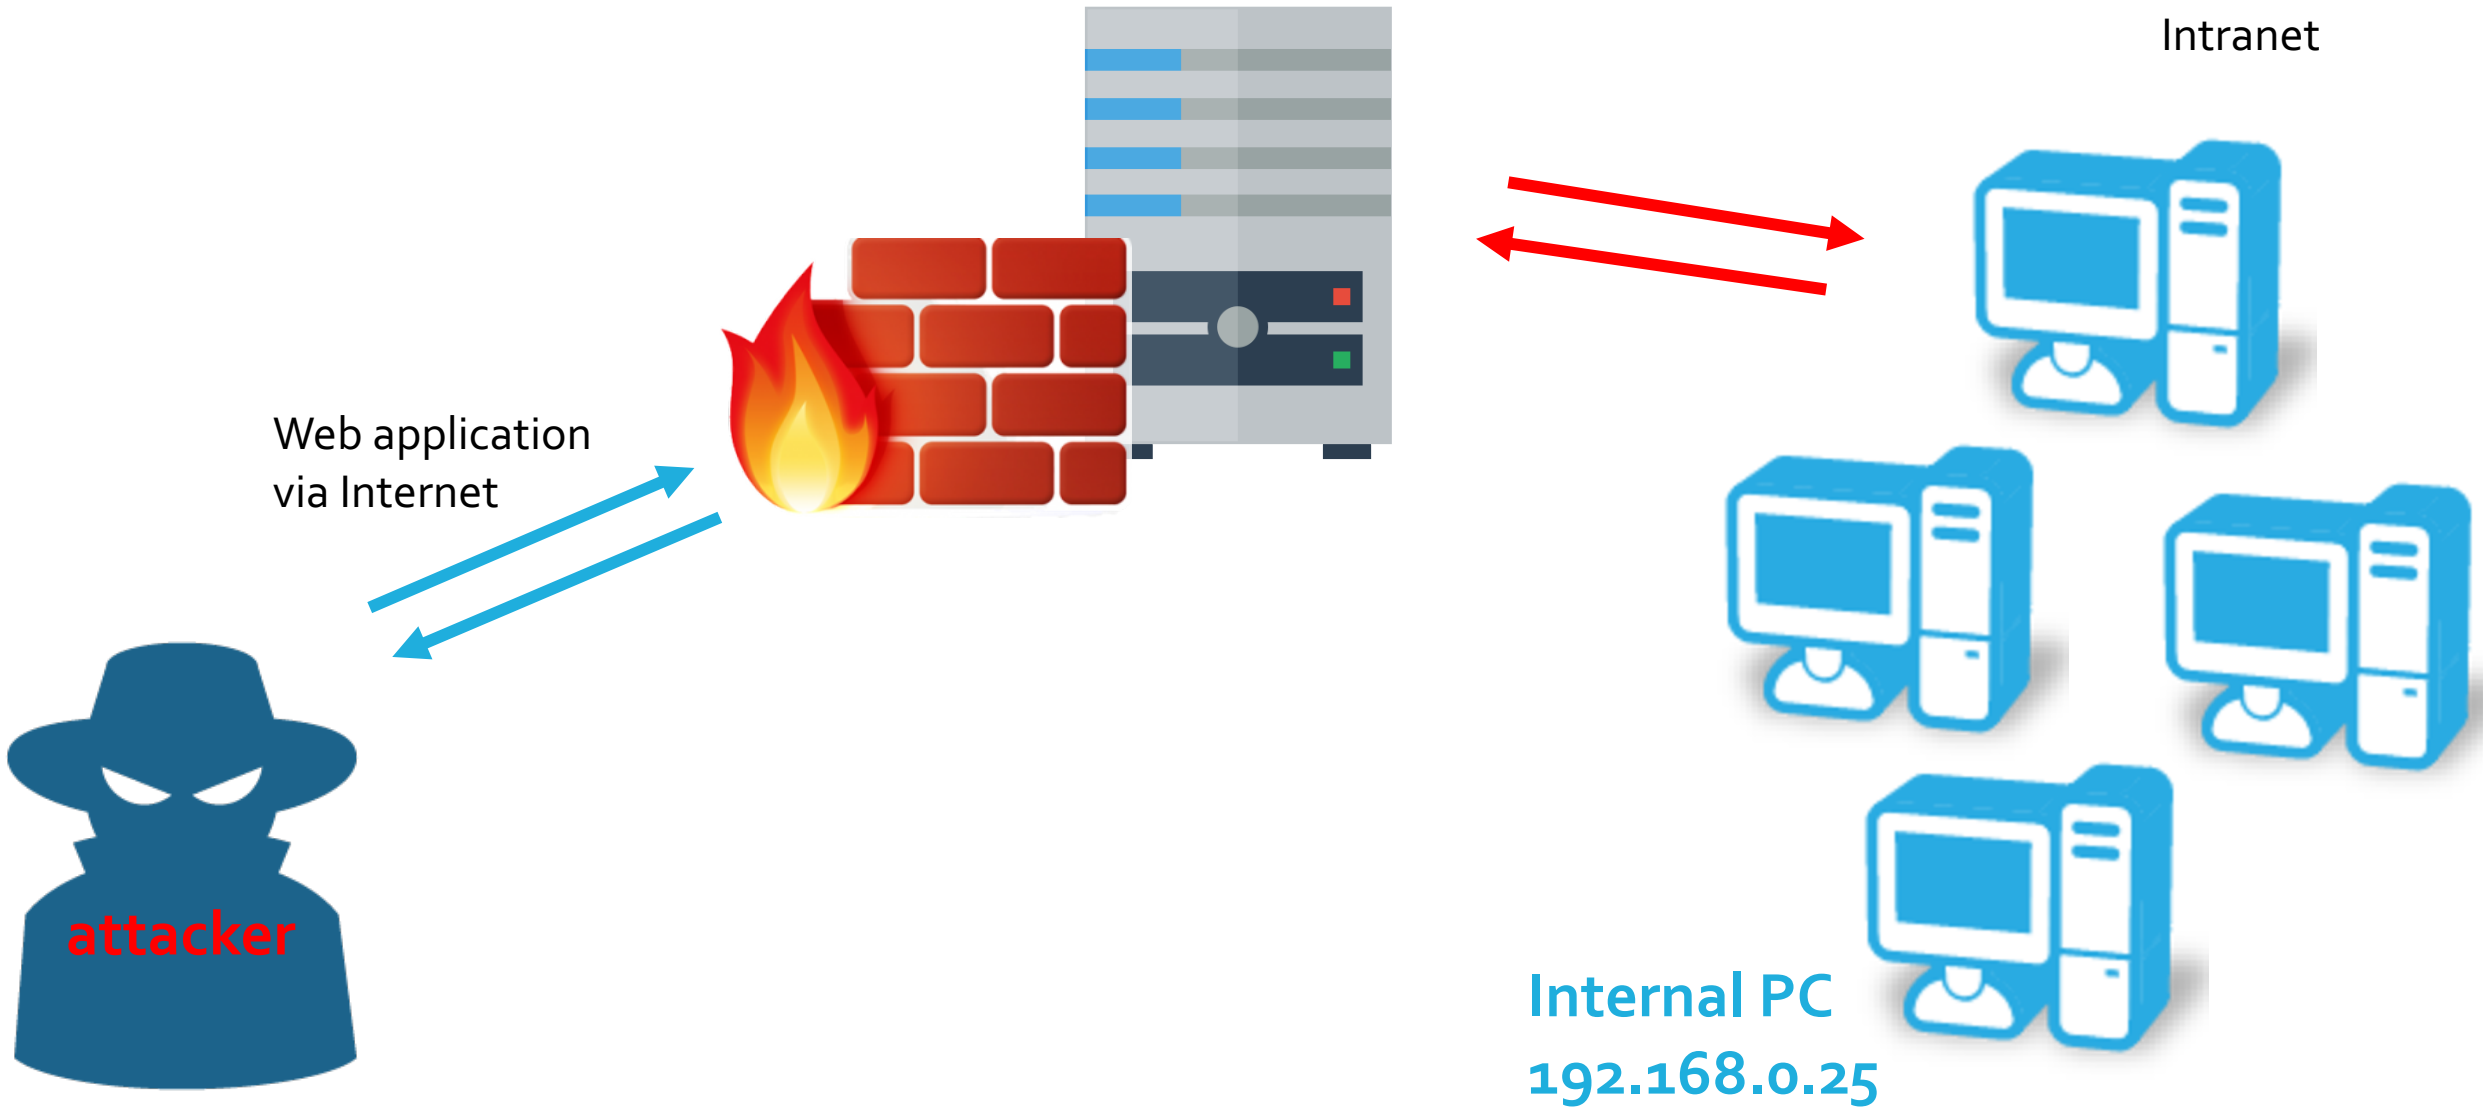 Intranet
Web application
via Internet
attacker
Internal PC
192.168.0.25